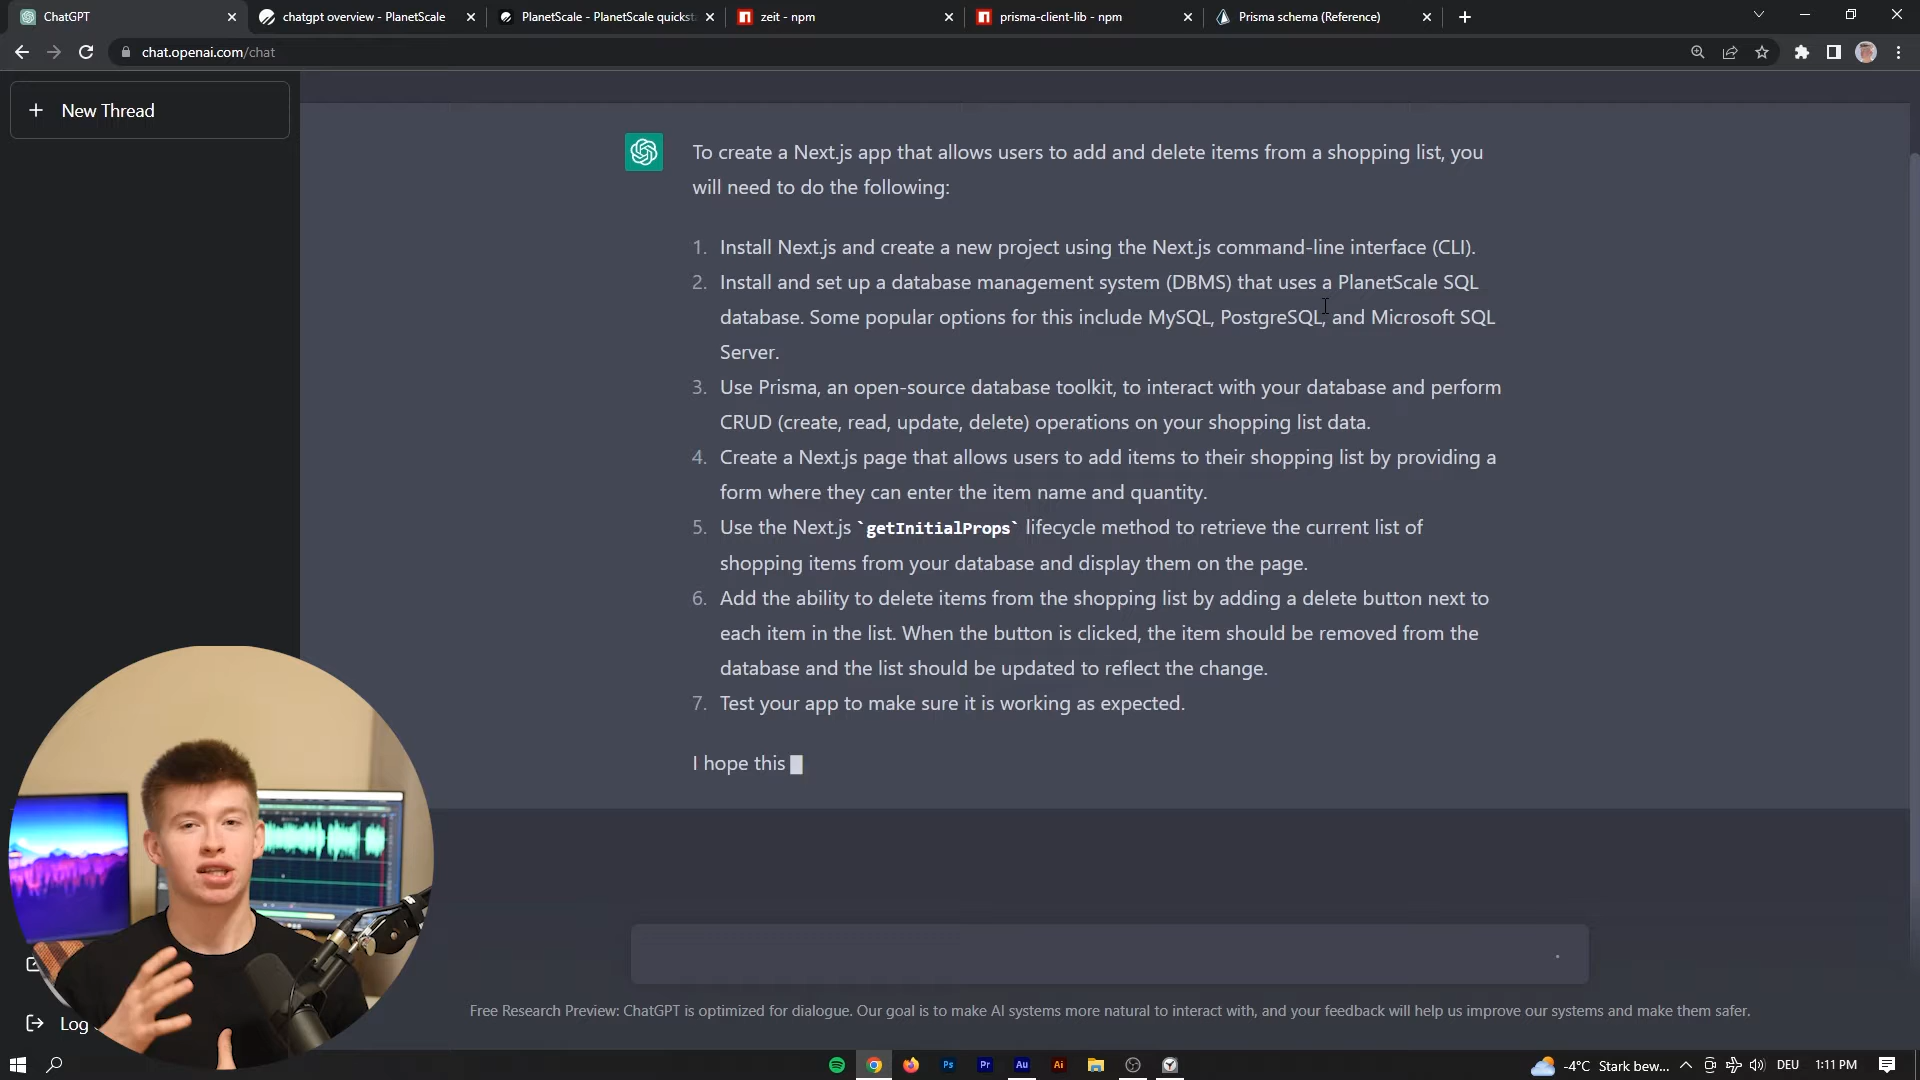 ChatGPT
chatgpt overview - PlanetScale
PlanetScale - PlanetScale quicksta
zeit - npm
prisma-client-lib - npm
Prisma schema (Reference)
chat.openai.com/chat
New Thread
To create a Next.js app that allows users to add and delete items from a shopping list, you
will need to do the following:
1. Install Next.js and create a new project using the Next.js command-line interface (CLI).
2. Install and set up a database management system (DBMS) that uses a PlanetScale SQL
database. Some popular options for this include MySQL, PostgreSQL, and Microsoft SQL
Server.
3. Use Prisma, an open-source database toolkit, to interact with your database and perform
CRUD (create, read, update, delete) operations on your shopping list data.
4. Create a Next.js page that allows users to add items to their shopping list by providing a
form where they can enter the item name and quantity.
5. Use the Next.js `getInitialProps` lifecycle method to retrieve the current list of
shopping items from your database and display them on the page.
6. Add the ability to delete items from the shopping list by adding a delete button next to
each item in the list. When the button is clicked, the item should be removed from the
database and the list should be updated to reflect the change.
7. Test your app to make sure it is working as expected.
I hope this
Log
Free Research Preview: ChatGPT is optimized for dialogue. Our goal is to make AI systems more natural to interact with, and your feedback will help us improve our systems and make them safer.
Ps
Pr
Au
Ai
-4°C Stark bew...
DEU
1:11 PM